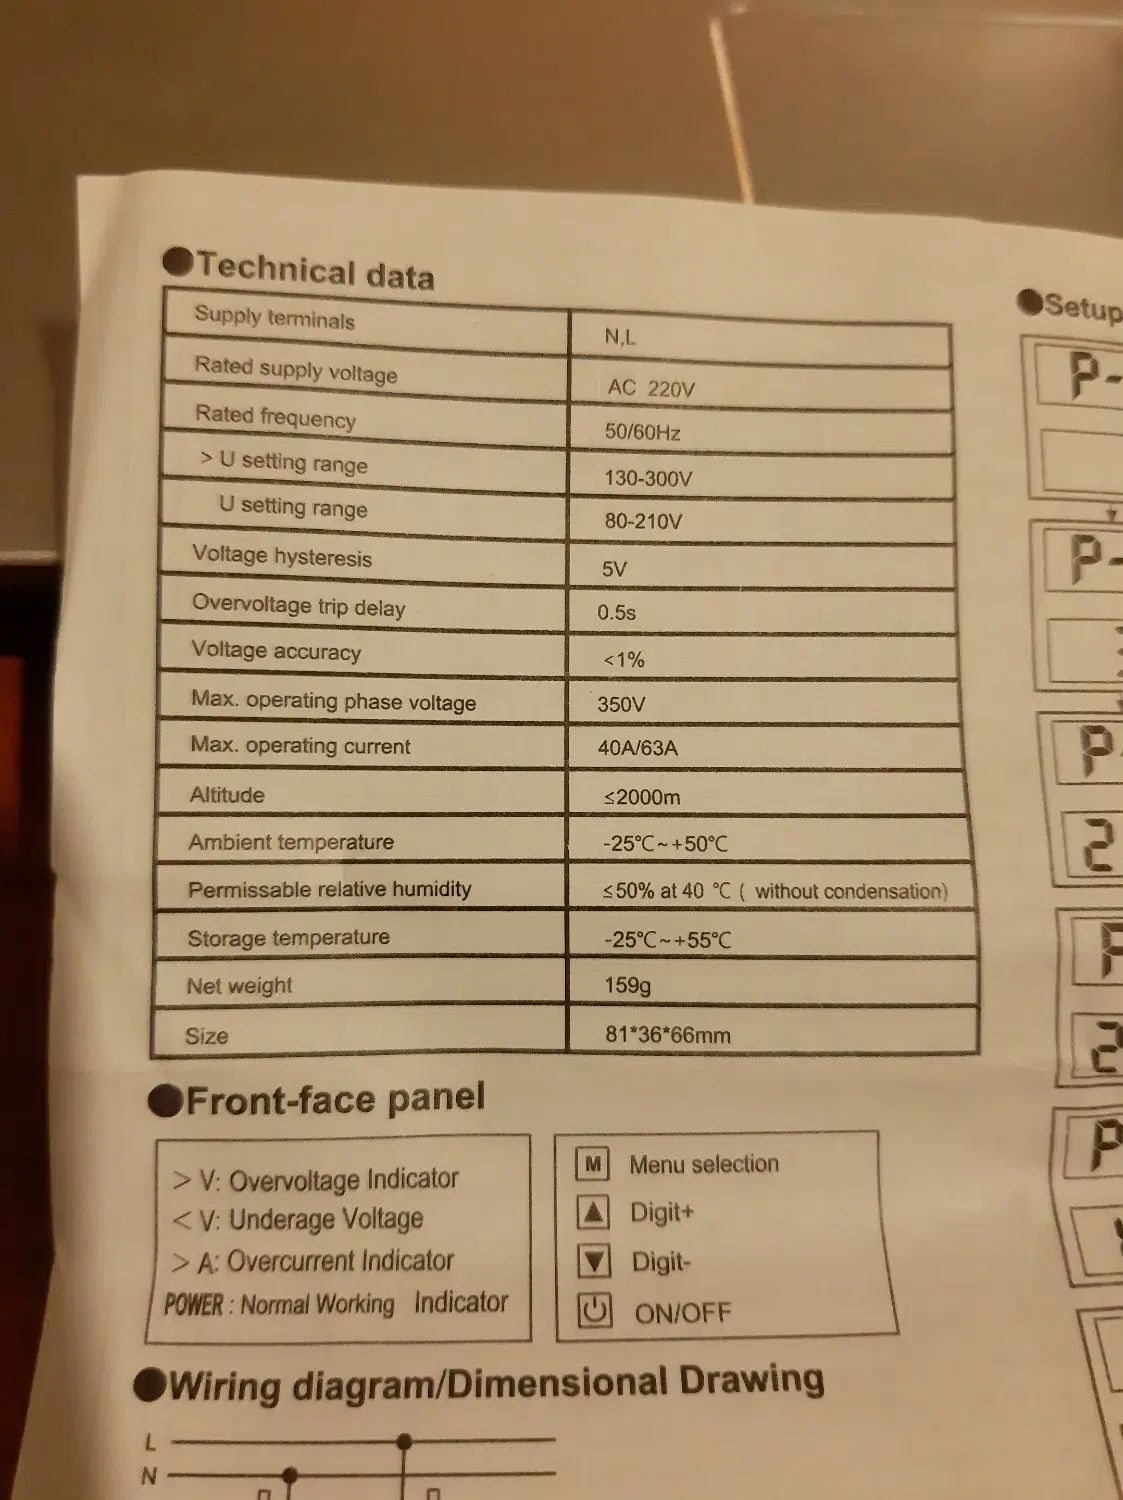 ●Technical data
Supply terminals N,L
Rated supply voltage AC 220V
Rated frequency 50/60Hz
> U setting range 130-300V
U setting range 80-210V
Voltage hysteresis 5V
Overvoltage trip delay 0.5s
Voltage accuracy <1%
Max. operating phase voltage 350V
Max. operating current 40A/63A
Altitude ≤2000m
Ambient temperature -25℃~+50℃
Permissable relative humidity ≤50% at 40 ℃ ( without condensation)
Storage temperature -25℃~+55℃
Net weight 159g
Size 81*36*66mm
●Front-face panel
> V: Overvoltage Indicator
< V: Underage Voltage
> A: Overcurrent Indicator
POWER : Normal Working Indicator
M Menu selection
▲ Digit+
▼ Digit-
ON/OFF
●Wiring diagram/Dimensional Drawing
L
N
●Setup
P-
P-
P
2
2
P